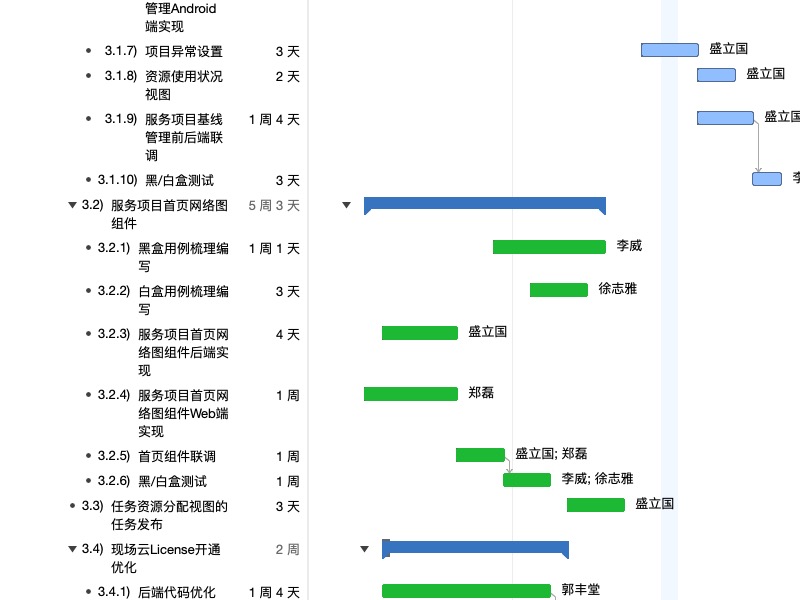 管理Android
端实现
3.1.7) 项目异常设置 3 天 盛立国
3.1.8) 资源使用状况 2 天 盛立国
视图
3.1.9) 服务项目基线 1 周 4 天 盛立国
管理前后端联
调
3.1.10) 黑/白盒测试 3 天
3.2) 服务项目首页网络图 5 周 3 天
组件
3.2.1) 黑盒用例梳理编 1 周 1 天 李威
写
3.2.2) 白盒用例梳理编 3 天 徐志雅
写
3.2.3) 服务项目首页网 4 天 盛立国
络图组件后端实
现
3.2.4) 服务项目首页网 1 周 郑磊
络图组件Web端
实现
3.2.5) 首页组件联调 1 周 盛立国; 郑磊
3.2.6) 黑/白盒测试 1 周 李威; 徐志雅
3.3) 任务资源分配视图的 3 天 盛立国
任务发布
3.4) 现场云License开通 2 周
优化
3.4.1) 后端代码优化 1 周 4 天 郭丰堂